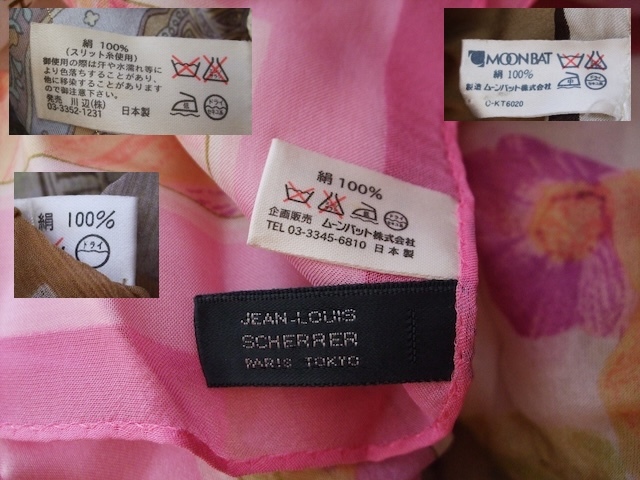 絹 100%
(スリット糸使用)
御使用の際は汗や水濡れ等に
より色落ちすることがあり、
他に移染することがあります
ので御注意下さい。
発売 川辺(株)
03-3352-1231 日本製
ドライ
MOONBAT
絹 100%
製造 ムーンバット株式会社
C-KT6020
絹 100%
ドライ
絹 100%
企画販売 ムーンバット株式会社
TEL 03-3345-6810 日本製
JEAN-LOUIS
SCHERRER
PARIS TOKYO